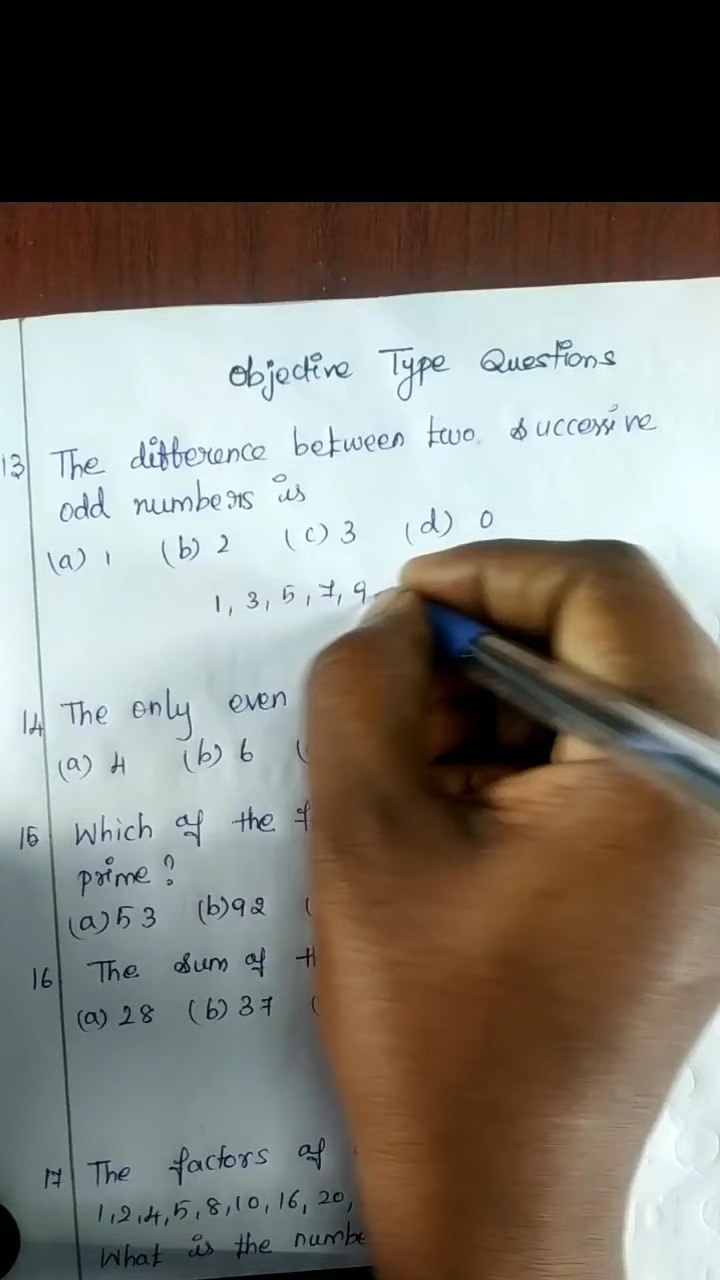 Objective Type Questions
13 The difference between two successive
odd numbers is
(a) 1 (b) 2 (c) 3 (d) 0
1, 3, 5, 7, 9
14 The only even
(a) 4 (b) 6
15 Which of the
prime?
(a) 53 (b) 92
16 The sum of
(a) 28 (b) 37
17 The factors of
1,2,4,5,8,10,16,20,
What is the